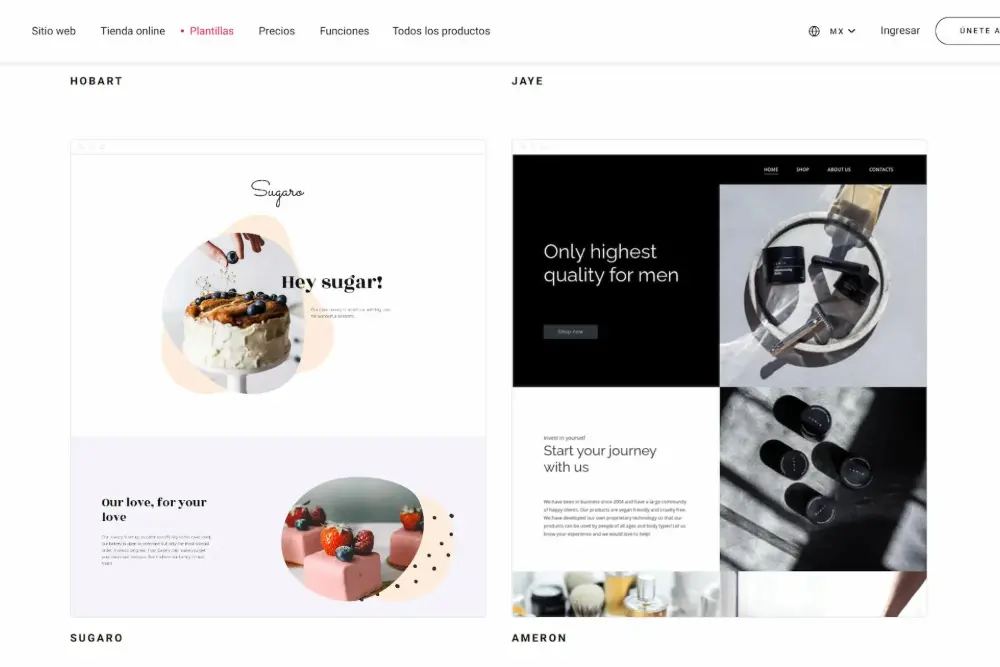 Sitio web Tienda online • Plantillas Precios Funciones Todos los productos MX Ingresar ÚNETE A
HOBART
JAYE
Sugaro
Hey sugar!
Our love, for your
love
HOME SHOP ABOUT US CONTACTS
Only highest
quality for men
Shop now
Invest in yourself
Start your journey
with us
We have been in business since 2004 and have a large community
of happy clients. Our products are vegan friendly and cruelty free.
We have developed our own proprietary technology so that our
products can be used by people of all ages and body types! Let us
know your experience and we would love to help!
SUGARO
AMERON